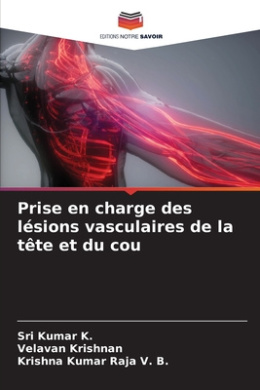 EDITIONS NOTRE SAVOIR
Prise en charge des
lésions vasculaires de la
tête et du cou
Sri Kumar K.
Velavan Krishnan
Krishna Kumar Raja V. B.